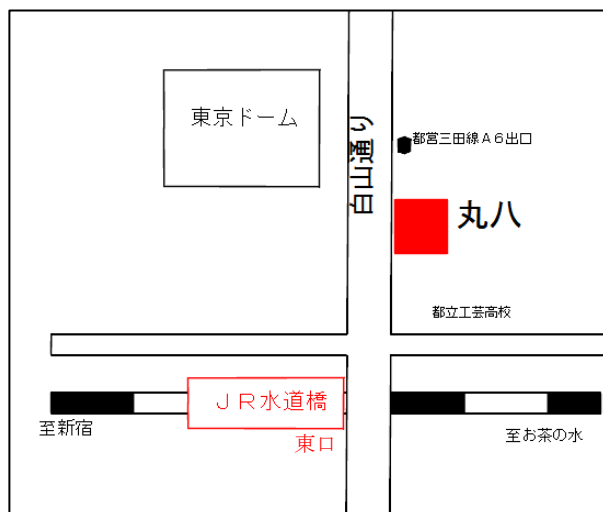 東京ドーム
白山通り
都営三田線Ａ６出口
丸八
都立工芸高校
ＪＲ水道橋
東口
至新宿
至お茶の水